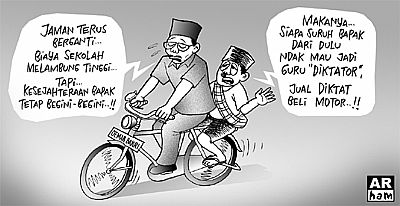 JAMAN TERUS
BERGANTI...
BIAYA SEKOLAH
MELAMBUNG TINGGI...
TAPI...
KESEJAHTERAAN BAPAK
TETAP BEGINI-BEGINI..!!
MAKANYA...
SIAPA SURUH BAPAK
DARI DULU
NDAK MAU JADI
GURU "DIKTATOR",
JUAL DIKTAT
BELI MOTOR..!!
AR
ham